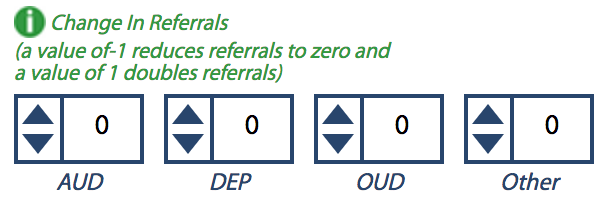 i Change In Referrals
(a value of-1 reduces referrals to zero and
a value of 1 doubles referrals)
0 0 0 0
AUD DEP OUD Other